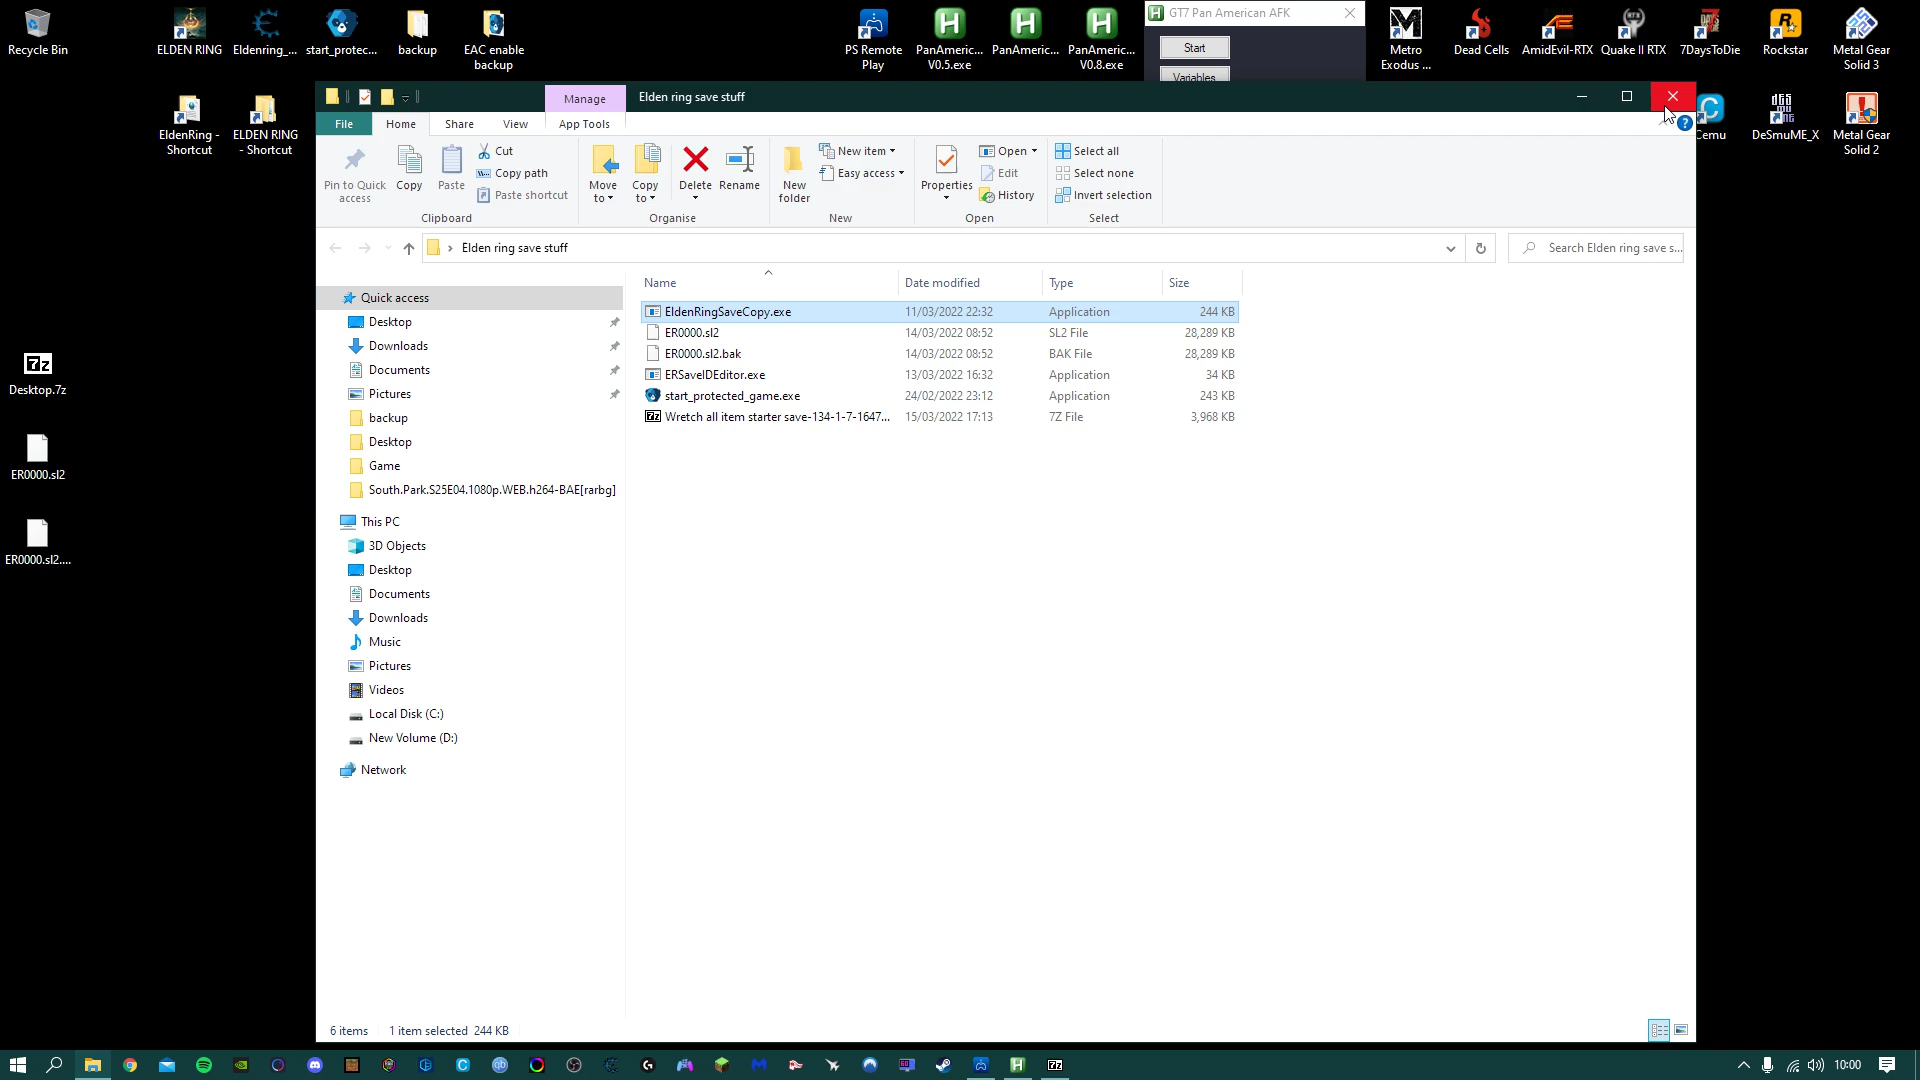 Recycle Bin
ELDEN RING
Eldenring_...
start_protec...
backup
EAC enable
backup
PS Remote
Play
PanAmeric...
V0.5.exe
PanAmeric...
PanAmeric...
V0.8.exe
GT7 Pan American AFK
Start
Variables
Metro
Exodus ...
Dead Cells
AmidEvil-RTX
Quake II RTX
7DaysToDie
Rockstar
Metal Gear
Solid 3
EldenRing -
Shortcut
ELDEN RING
- Shortcut
Cemu
DeSmuME_X
Metal Gear
Solid 2
Desktop.7z
ER0000.sl2
ER0000.sl2....
Manage
Elden ring save stuff
File
Home
Share
View
App Tools
Pin to Quick
access
Copy
Paste
Cut
Copy path
Paste shortcut
Clipboard
Move
to
Copy
to
Delete
Rename
Organise
New
folder
New item
Easy access
New
Properties
Open
Edit
History
Open
Select all
Select none
Invert selection
Select
Elden ring save stuff
Search Elden ring save s...
Name Date modified Type Size
EldenRingSaveCopy.exe 11/03/2022 22:32 Application 244 KB
ER0000.sl2 14/03/2022 08:52 SL2 File 28,289 KB
ER0000.sl2.bak 14/03/2022 08:52 BAK File 28,289 KB
ERSaveIDEditor.exe 13/03/2022 16:32 Application 34 KB
start_protected_game.exe 24/02/2022 23:12 Application 243 KB
Wretch all item starter save-134-1-7-1647... 15/03/2022 17:13 7Z File 3,968 KB
Quick access
Desktop
Downloads
Documents
Pictures
backup
Desktop
Game
South.Park.S25E04.1080p.WEB.h264-BAE[rarbg]
This PC
3D Objects
Desktop
Documents
Downloads
Music
Pictures
Videos
Local Disk (C:)
New Volume (D:)
Network
6 items 1 item selected 244 KB
10:00